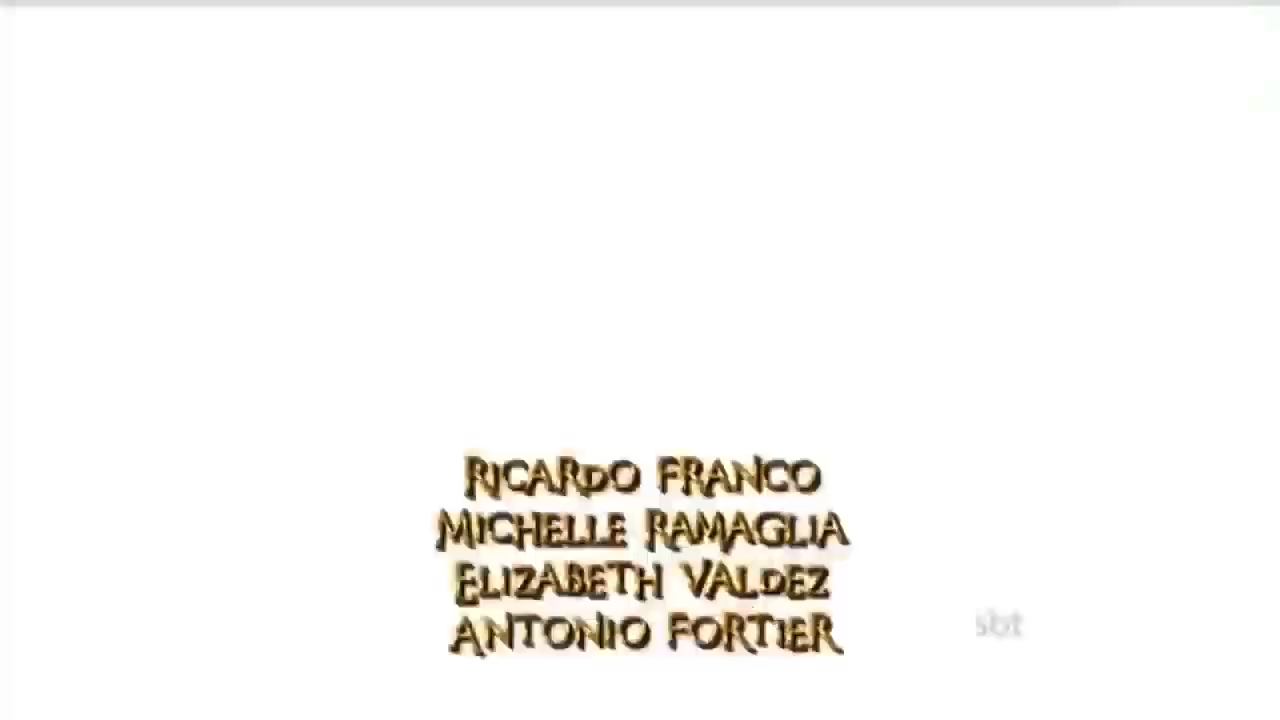 RICARDO FRANCO
MICHELLE RAMAGLIA
ELIZABETH VALDEZ
ANTONIO FORTIER
sbt